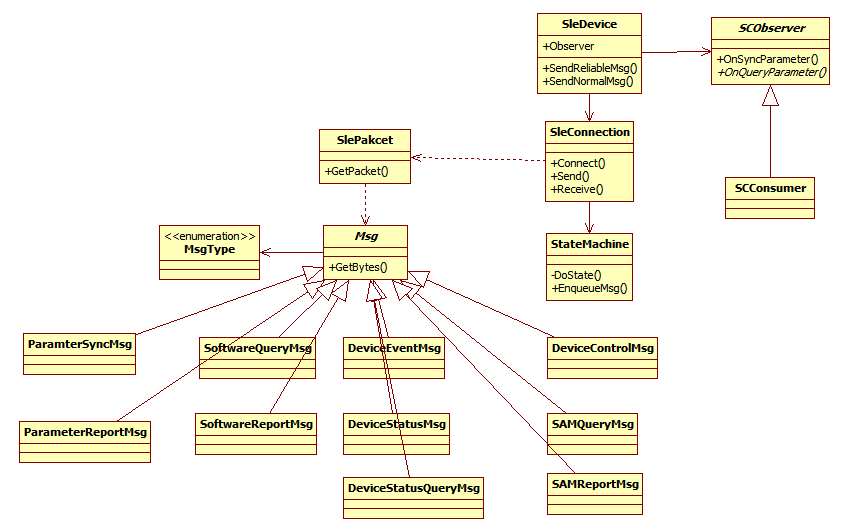 SleDevice
+Observer
+SendReliableMsg()
+SendNormalMsg()
SCObserver
+OnSyncParameter()
+OnQueryParameter()
SlePakcet
+GetPacket()
SleConnection
+Connect()
+Send()
+Receive()
SCConsumer
<<enumeration>>
MsgType
Msg
+GetBytes()
StateMachine
-DoState()
+EnqueueMsg()
ParamterSyncMsg
SoftwareQueryMsg
DeviceEventMsg
DeviceControlMsg
ParameterReportMsg
SoftwareReportMsg
DeviceStatusMsg
SAMQueryMsg
DeviceStatusQueryMsg
SAMReportMsg